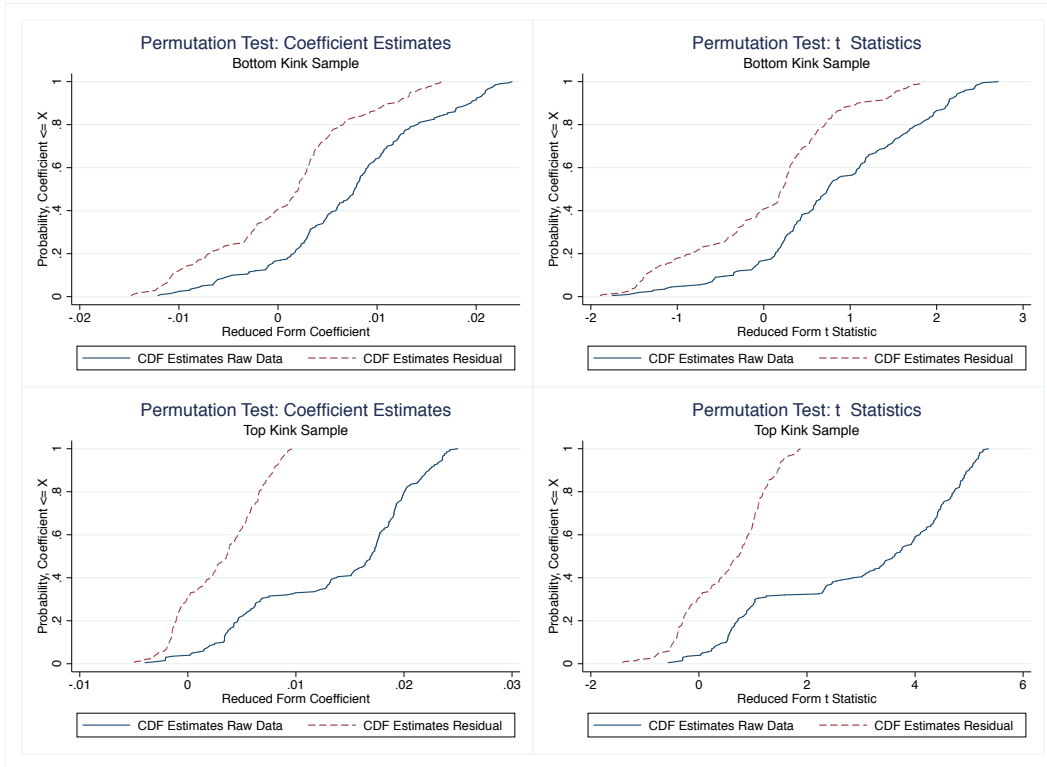 Permutation Test: Coefficient Estimates
Bottom Kink Sample
Probability, Coefficient <= X
0 .2 .4 .6 .8 1
-.02 -.01 0 .01 .02
Reduced Form Coefficient
CDF Estimates Raw Data CDF Estimates Residual
Permutation Test: t Statistics
Bottom Kink Sample
Probability, Coefficient <= X
0 .2 .4 .6 .8 1
-2 -1 0 1 2 3
Reduced Form t Statistic
CDF Estimates Raw Data CDF Estimates Residual
Permutation Test: Coefficient Estimates
Top Kink Sample
Probability, Coefficient <= X
0 .2 .4 .6 .8 1
-.01 0 .01 .02 .03
Reduced Form Coefficient
CDF Estimates Raw Data CDF Estimates Residual
Permutation Test: t Statistics
Top Kink Sample
Probability, Coefficient <= X
0 .2 .4 .6 .8 1
-2 0 2 4 6
Reduced Form t Statistic
CDF Estimates Raw Data CDF Estimates Residual